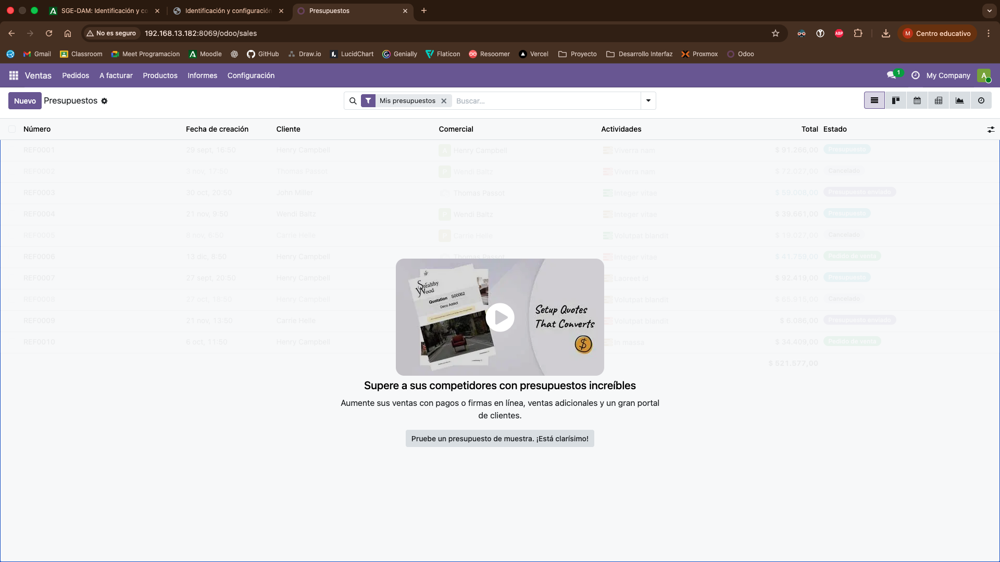 SGE-DAM: Identificación y co
Identificación y configuración
Presupuestos
No es seguro
192.168.13.182:8069/odoo/sales
ABP
M
Centro educativo
Gmail
Classroom
Meet Programacion
Moodle
GitHub
Draw.io
LucidChart
Genially
Flaticon
Resoomer
Vercel
Proyecto
Desarrollo Interfaz
Proxmox
Odoo
Ventas Pedidos A facturar Productos Informes Configuración
1
My Company
A
Nuevo Presupuestos
Mis presupuestos
Buscar...
Número Fecha de creación Cliente Comercial Actividades Total Estado
REF0001 29 sept, 16:50 Henry Campbell A Henry Campbell Viverra nam $ 91.266,00 Presupuesto
REF0002 3 nov, 17:50 Thomas Passot P Wendi Baltz Viverra nam $ 72.027,00 Cancelado
REF0003 30 oct, 20:50 John Miller Thomas Passot Integer vitae $ 59.008,00 Presupuesto enviado
REF0004 21 nov, 9:50 Wendi Baltz P Wendi Baltz Integer vitae $ 39.661,00 Presupuesto
REF0005 8 nov, 6:50 Carrie Helle P Carrie Helle Volutpat blandit $ 19.027,00 Cancelado
REF0006 13 dic, 8:50 Henry Campbell Thomas Passot Integer vitae $ 41.759,00 Pedido de venta
REF0007 27 sept, 20:50 Henry Campbell Laoreet id $ 92.419,00 Presupuesto
REF0008 27 oct, 18:50 Henry Campbell Volutpat blandit $ 65.915,00 Cancelado
REF0009 21 nov, 13:50 Carrie Helle Volutpat blandit $ 6.086,00 Presupuesto enviado
REF0010 6 oct, 11:50 Henry Campbell In massa $ 34.409,00 Pedido de venta
$ 521.577,00
Stealthy
Wood
Quotation S00062
Deco Addict
Setup Quotes
That Converts
$
Supere a sus competidores con presupuestos increíbles
Aumente sus ventas con pagos o firmas en línea, ventas adicionales y un gran portal
de clientes.
Pruebe un presupuesto de muestra. ¡Está clarísimo!